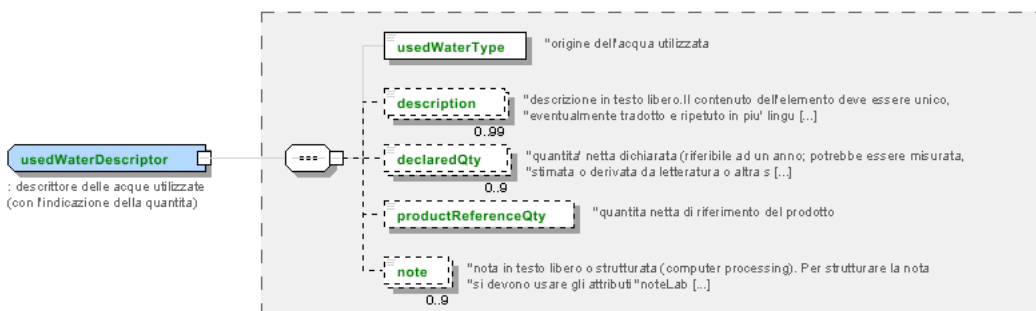 usedWaterType
"origine dell'acqua utilizzata
description
"descrizione in testo libero.Il contenuto dell'elemento deve essere unico,
"eventualmente tradotto e ripetuto in piu' lingu [...]
0..99
usedWaterDescriptor
: descrittore delle acque utilizzate
(con l'indicazione della quantita)
declaredQty
"quantita' netta dichiarata (riferibile ad un anno; potrebbe essere misurata,
"stimata o derivata da letteratura o altra s [...]
0..9
productReferenceQty
"quantita netta di riferimento del prodotto
note
"nota in testo libero o strutturata (computer processing). Per strutturare la nota
"si devono usare gli attributi "noteLab [...]
0..9